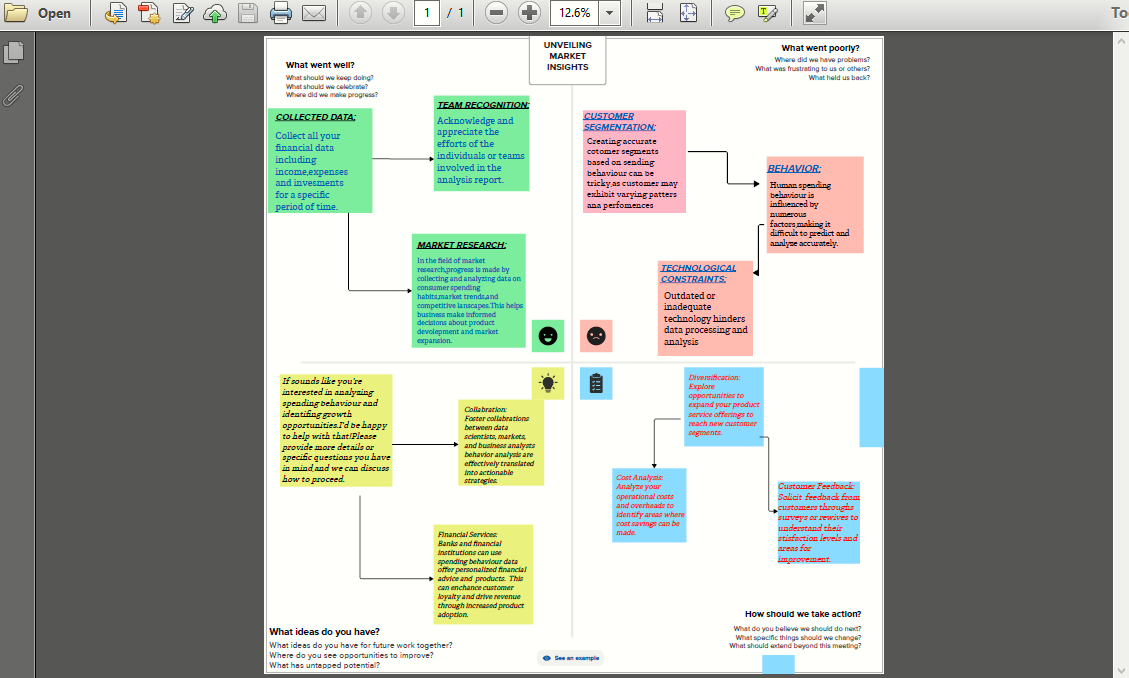 Open
1 / 1
12.6%
To
UNVEILING
MARKET
INSIGHTS
What went well?
What should we keep doing?
What should we celebrate?
Where did we make progress?
What went poorly?
Where did we have problems?
What was frustrating to us or others?
What held us back?
COLLECTED DATA:
Collect all your
financial data
including
income,expenses
and invesments
for a specific
period of time.
TEAM RECOGNITION:
Acknowledge and
appreciate the
efforts of the
individuals or teams
involved in the
analysis report.
MARKET RESEARCH:
In the field of market
research,progress is made by
collecting and analyzing data on
consumer spending
habits,market trends,and
competitive lanscapes.This helps
business make informed
decisions about product
devolepment and market
expansion.
CUSTOMER
SEGMENTATION:
Creating accurate
cotomer segments
based on sending
behaviour can be
tricky,as customer may
exhibit varying patters
ana perfomences
BEHAVIOR:
Human spending
behaviour is
influenced by
numerous
factors,making it
difficult to predict and
analyze accurately.
TECHNOLOGICAL
CONSTRAINTS:
Outdated or
inadequate
technology hinders
data processing and
analysis
If sounds like you're
interested in analyzing
spending behaviour and
identifing growth
opportunities.I'd be happy
to help with that!Please
provide more details or
specific questions you have
in mind,and we can discuss
how to proceed.
Collabration:
Foster collabrations
between data
scientists, markets,
and business analysts
behavior analysis are
effectively translated
into actionable
strategies.
Financial Services:
Banks and financial
institutions can use
spending behaviour data
offer personalized financial
advice and products. This
can enchance customer
loyalty and drive revenue
through increased product
adoption.
Diversification:
Explore
opportunities to
expand your product
service offerings to
reach new customer
segments.
Cost Analysis:
Analyze your
operational costs
and overheads to
identify areas where
cost savings can be
made.
Customer Feedback:
Solicit feedback from
customers throughs
surveys or rewives to
understand their
stisfaction levels and
areas for
improvement.
What ideas do you have?
What ideas do you have for future work together?
Where do you see opportunities to improve?
What has untapped potential?
See an example
How should we take action?
What do you believe we should do next?
What specific things should we change?
What should extend beyond this meeting?